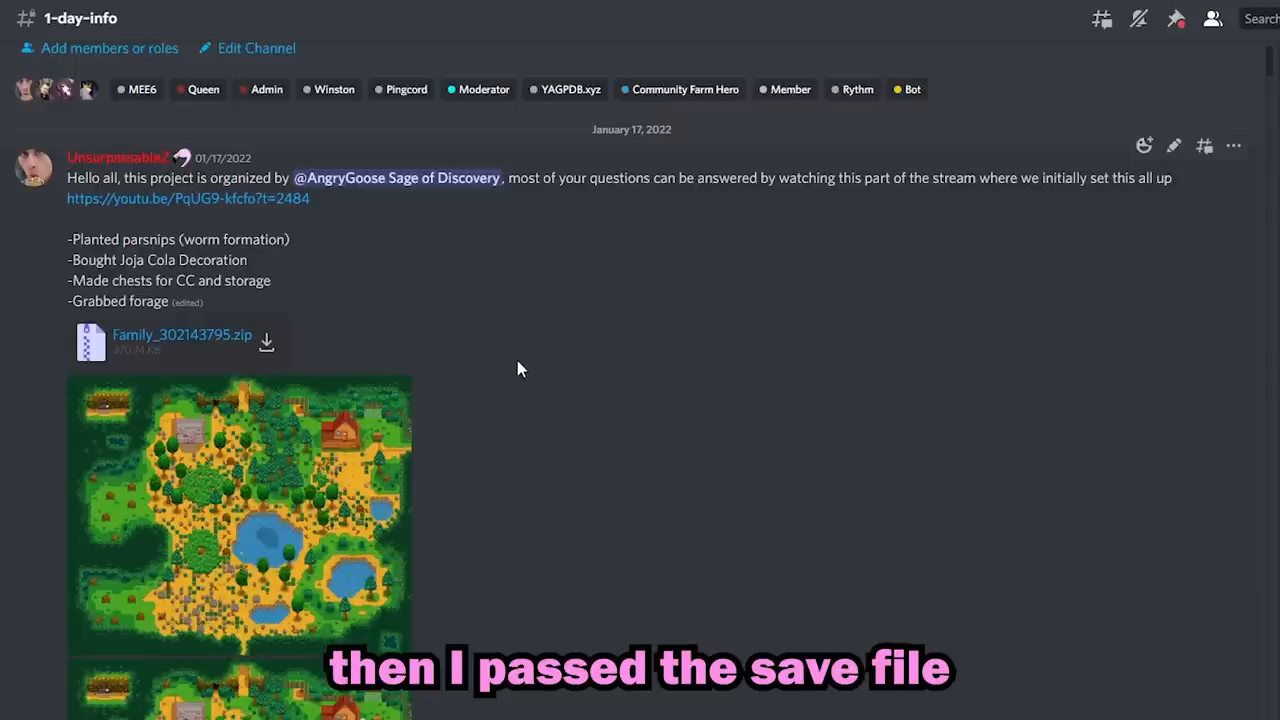 1-day-info
Search
Add members or roles
Edit Channel
MEE6
Queen
Admin
Winston
Pingcord
Moderator
YAGPDB.xyz
Community Farm Hero
Member
Rythm
Bot
January 17, 2022
UnsurpassableZ 01/17/2022
Hello all, this project is organized by @AngryGoose Sage of Discovery, most of your questions can be answered by watching this part of the stream where we initially set this all up
https://youtu.be/PqUG9-kfcfo?t=2484
-Planted parsnips (worm formation)
-Bought Joja Cola Decoration
-Made chests for CC and storage
-Grabbed forage (edited)
Family_302143795.zip
370.74 KB
then I passed the save file